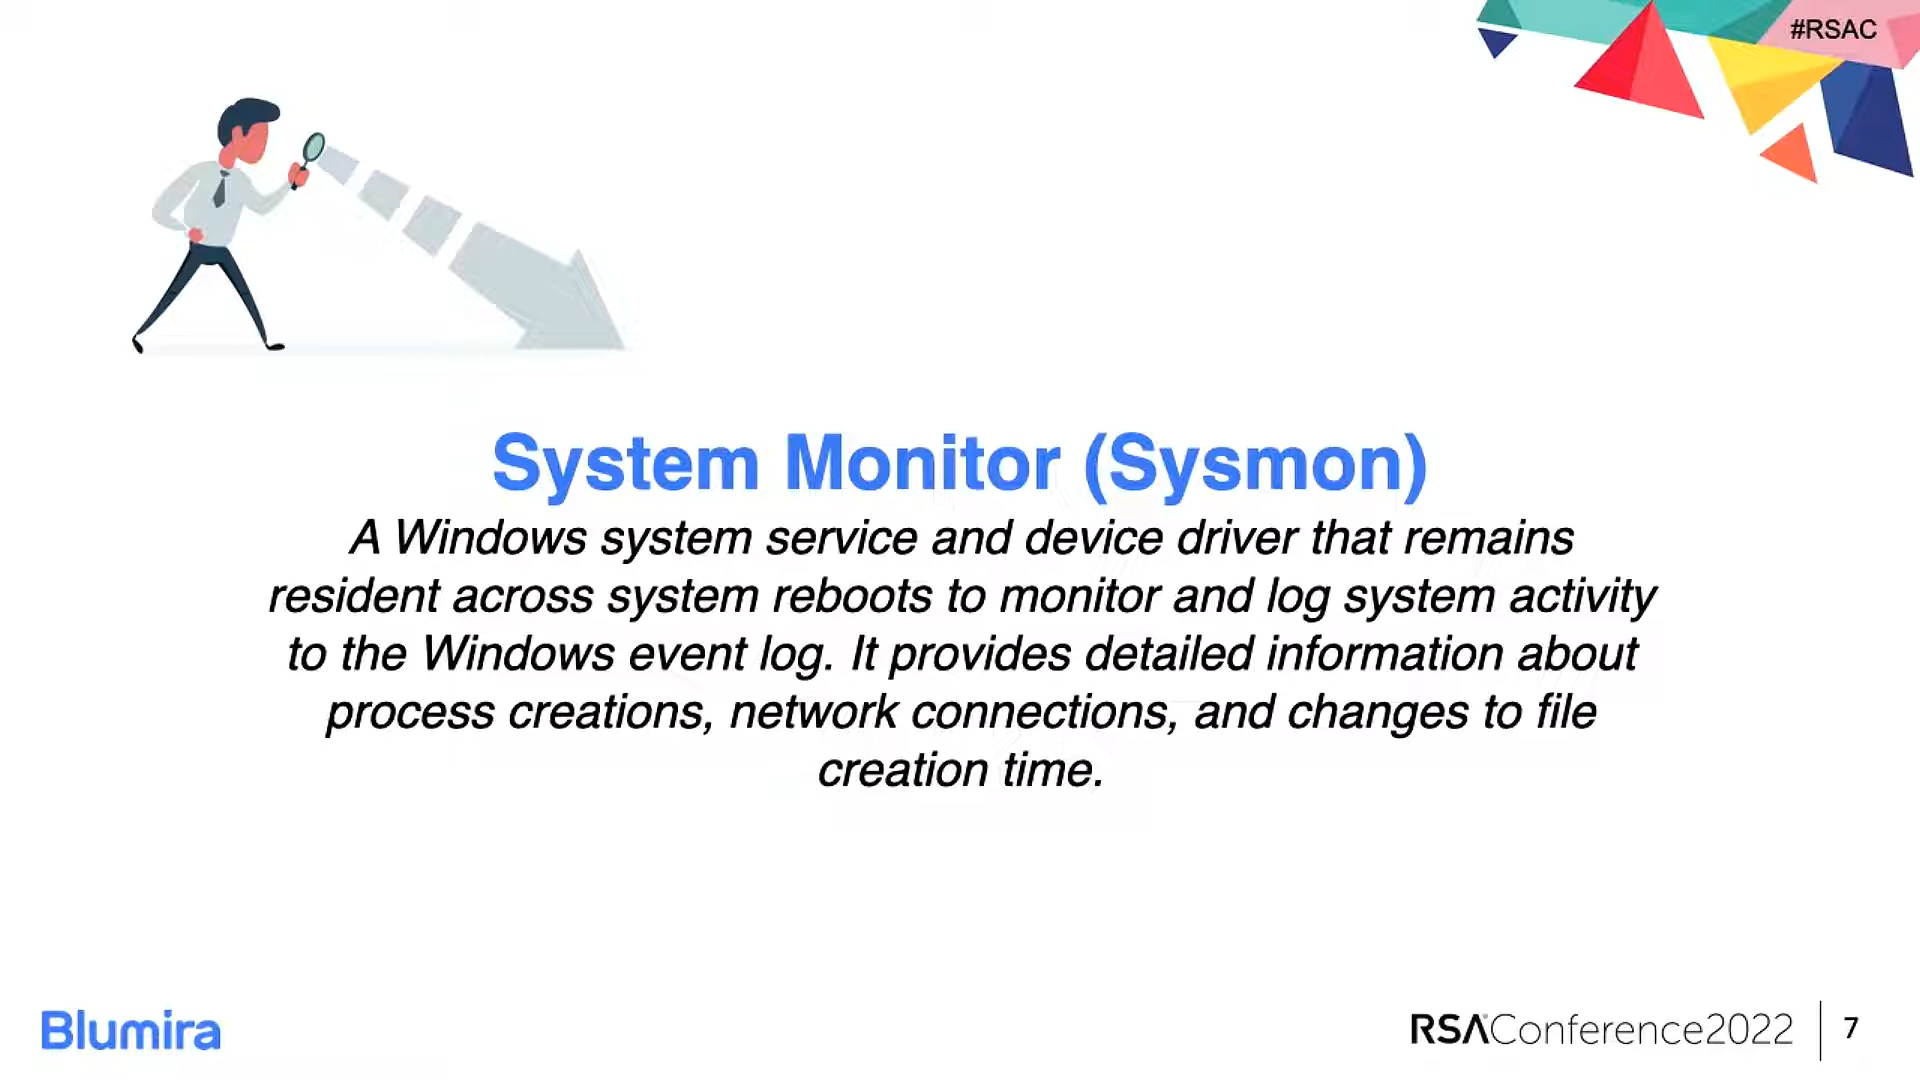 #RSAC
System Monitor (Sysmon)
A Windows system service and device driver that remains
resident across system reboots to monitor and log system activity
to the Windows event log. It provides detailed information about
process creations, network connections, and changes to file
creation time.
Blumira
RSAConference2022
7